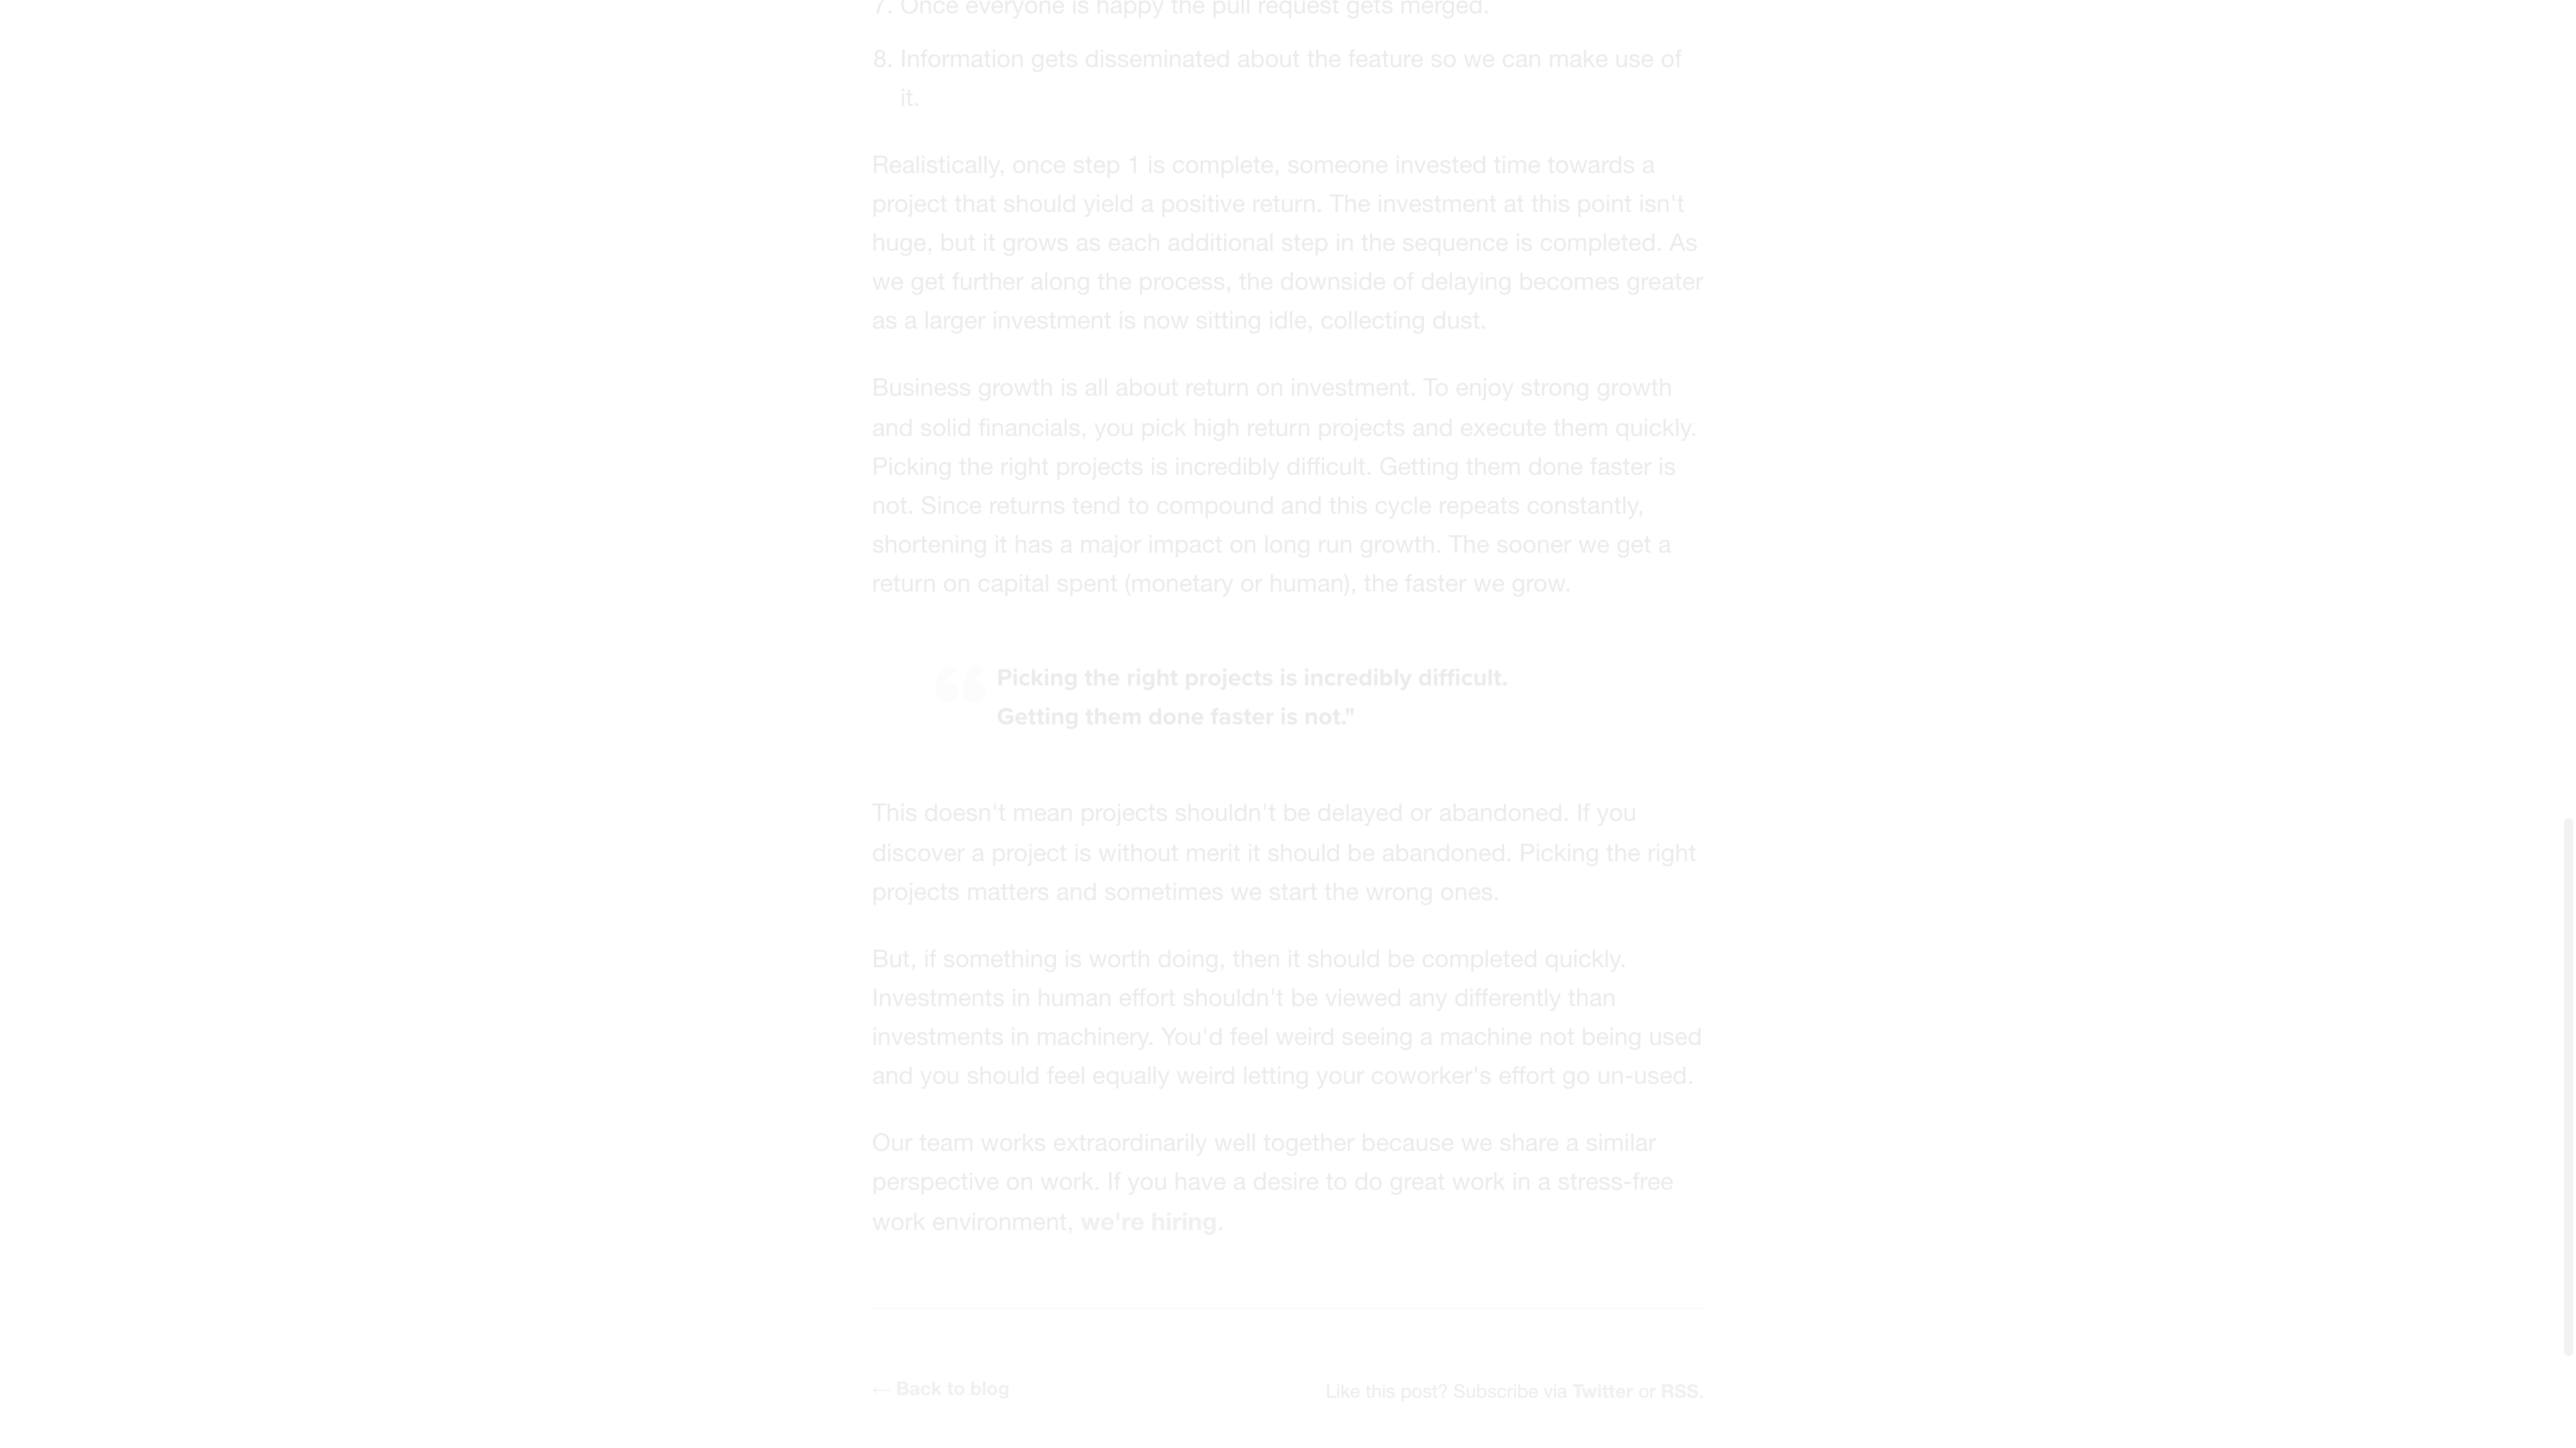 7. Once everyone is happy the pull request gets merged.
8. Information gets disseminated about the feature so we can make use of
it.
Realistically, once step 1 is complete, someone invested time towards a
project that should yield a positive return. The investment at this point isn't
huge, but it grows as each additional step in the sequence is completed. As
we get further along the process, the downside of delaying becomes greater
as a larger investment is now sitting idle, collecting dust.
Business growth is all about return on investment. To enjoy strong growth
and solid financials, you pick high return projects and execute them quickly.
Picking the right projects is incredibly difficult. Getting them done faster is
not. Since returns tend to compound and this cycle repeats constantly,
shortening it has a major impact on long run growth. The sooner we get a
return on capital spent (monetary or human), the faster we grow.
“ Picking the right projects is incredibly difficult.
Getting them done faster is not."
This doesn't mean projects shouldn't be delayed or abandoned. If you
discover a project is without merit it should be abandoned. Picking the right
projects matters and sometimes we start the wrong ones.
But, if something is worth doing, then it should be completed quickly.
Investments in human effort shouldn't be viewed any differently than
investments in machinery. You'd feel weird seeing a machine not being used
and you should feel equally weird letting your coworker's effort go un-used.
Our team works extraordinarily well together because we share a similar
perspective on work. If you have a desire to do great work in a stress-free
work environment, we're hiring.
← Back to blog
Like this post? Subscribe via Twitter or RSS.